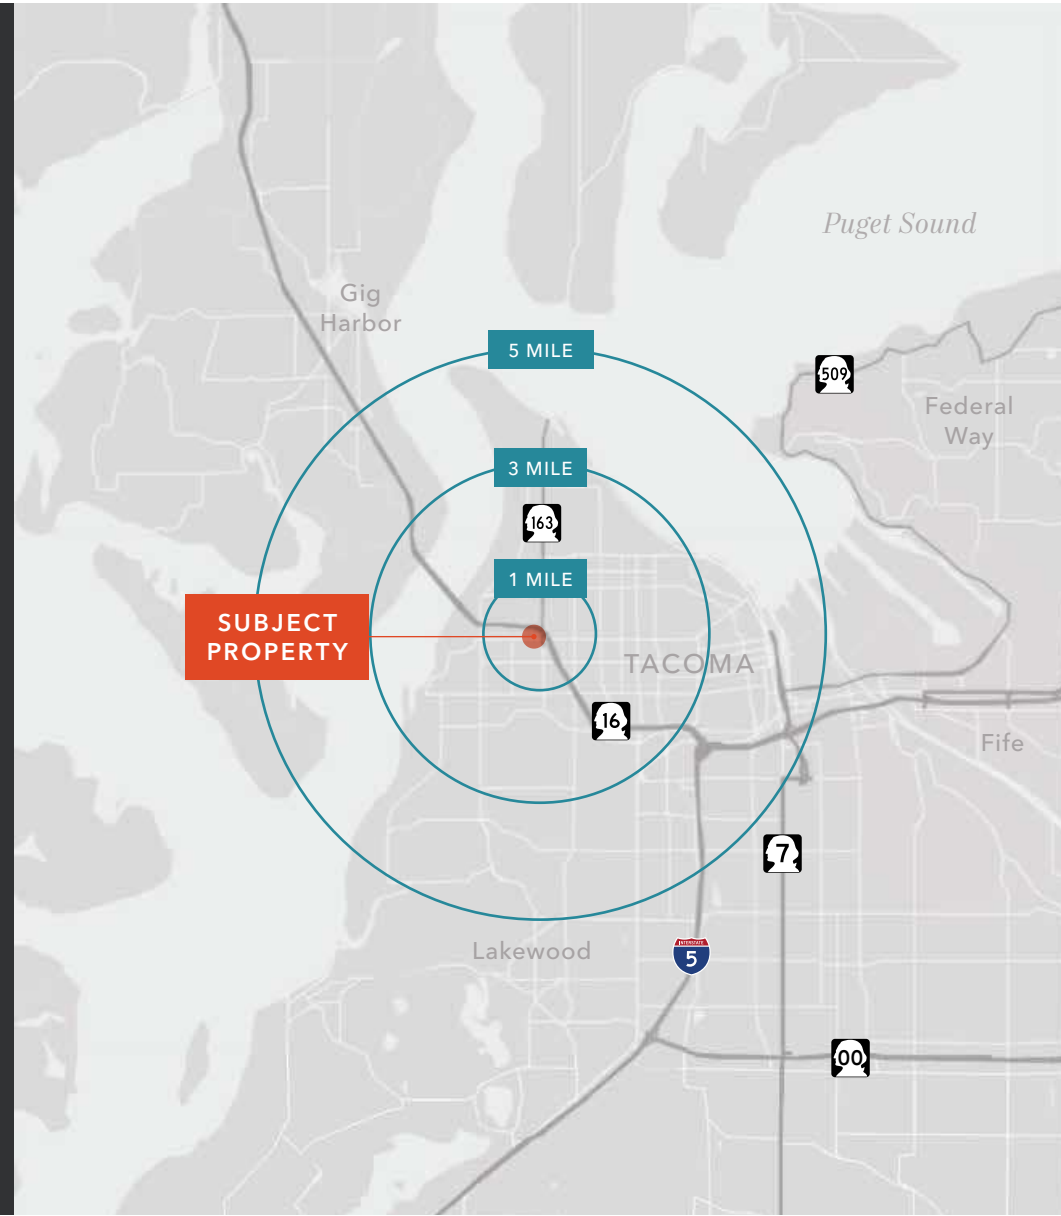 Puget Sound
Gig
Harbor
5 MILE
509
Federal
Way
3 MILE
163
1 MILE
SUBJECT
PROPERTY
TACOMA
16
Fife
7
Lakewood
INTERSTATE
5
00